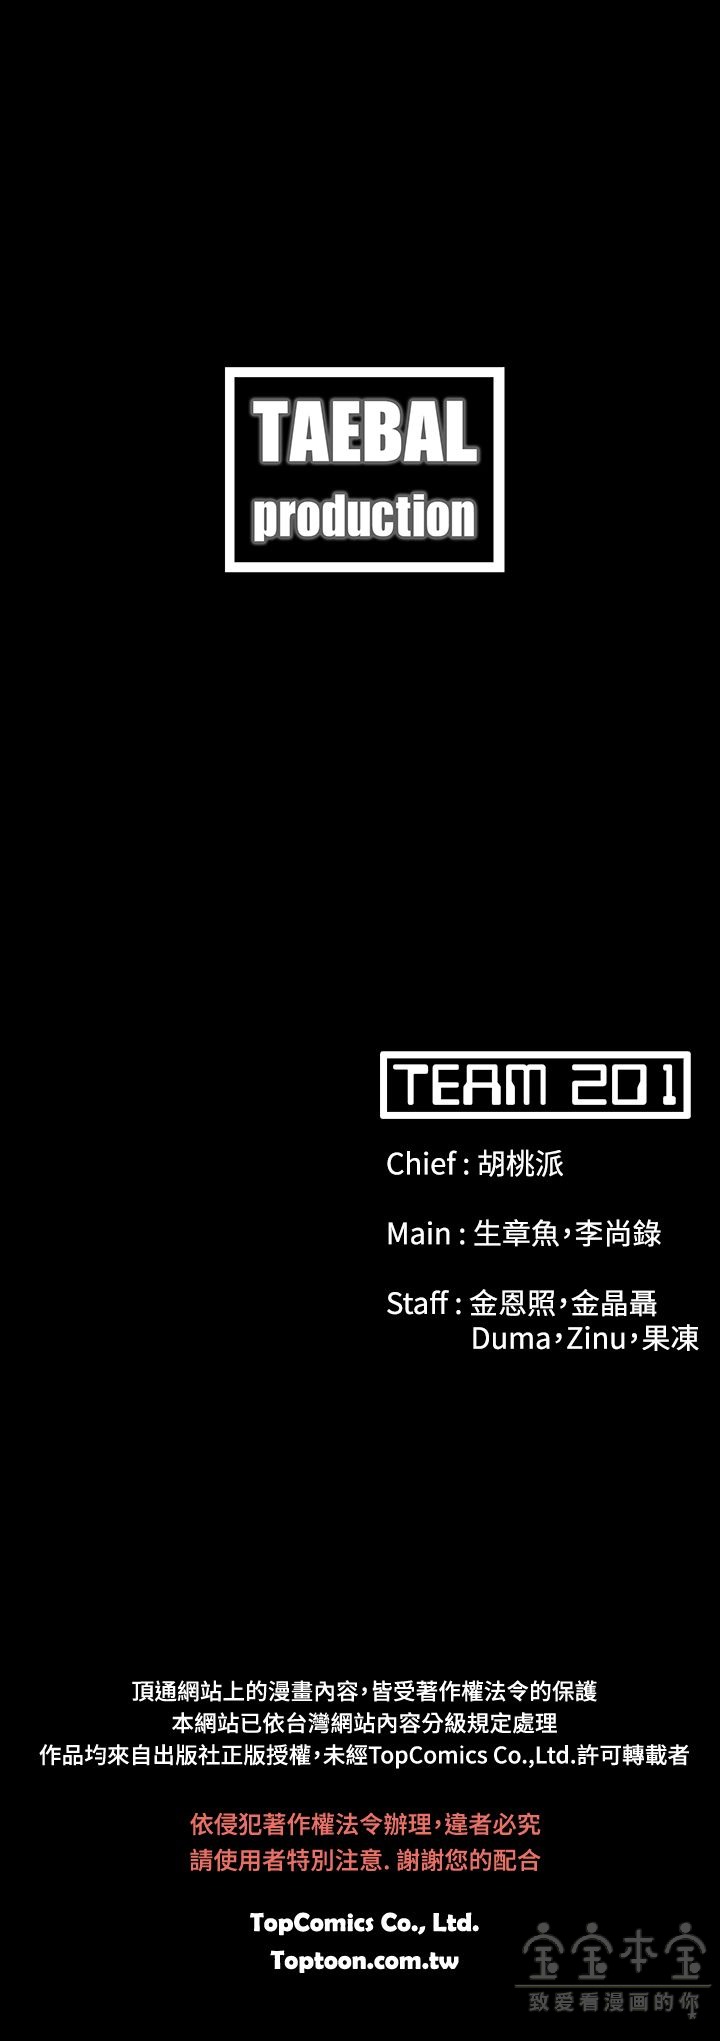 TAEBAL
production
TEAM 201
Chief : 胡桃派
Main : 生章魚，李尚錄
Staff : 金恩照，金晶聶
Duma，Zinu，果凍
頂通網站上的漫畫內容，皆受著作權法令的保護
本網站已依台灣網站內容分級規定處理
作品均來自出版社正版授權，未經TopComics Co.,Ltd.許可轉載者
依侵犯著作權法令辦理，違者必究
請使用者特別注意. 謝謝您的配合
TopComics Co., Ltd.
Toptoon.com.tw
宝宝本宝
致爱看漫画的你